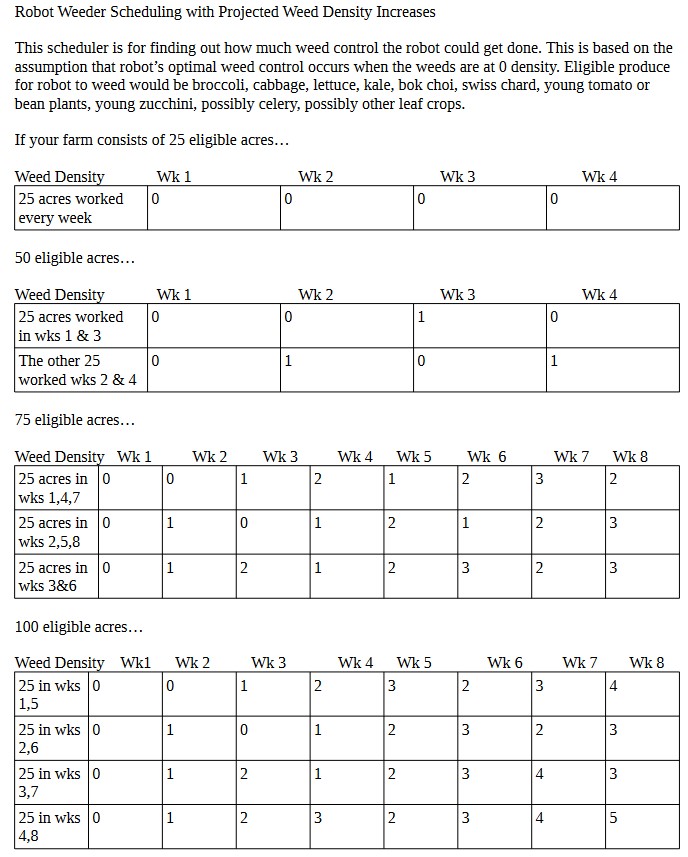 Robot Weeder Scheduling with Projected Weed Density Increases
This scheduler is for finding out how much weed control the robot could get done. This is based on the
assumption that robot's optimal weed control occurs when the weeds are at 0 density. Eligible produce
for robot to weed would be broccoli, cabbage, lettuce, kale, bok choi, swiss chard, young tomato or
bean plants, young zucchini, possibly celery, possibly other leaf crops.
If your farm consists of 25 eligible acres…
Weed Density Wk 1 Wk 2 Wk 3 Wk 4
25 acres worked 0 0 0 0
every week
50 eligible acres…
Weed Density Wk 1 Wk 2 Wk 3 Wk 4
25 acres worked 0 0 1 0
in wks 1 & 3
The other 25 0 1 0 1
worked wks 2 & 4
75 eligible acres…
Weed Density Wk 1 Wk 2 Wk 3 Wk 4 Wk 5 Wk 6 Wk 7 Wk 8
25 acres in 0 0 1 2 1 2 3 2
wks 1,4,7
25 acres in 0 1 0 1 2 1 2 3
wks 2,5,8
25 acres in 0 1 2 1 2 3 2 3
wks 3&6
100 eligible acres…
Weed Density Wk1 Wk 2 Wk 3 Wk 4 Wk 5 Wk 6 Wk 7 Wk 8
25 in wks 0 0 1 2 3 2 3 4
1,5
25 in wks 0 1 0 1 2 3 2 3
2,6
25 in wks 0 1 2 1 2 3 4 3
3,7
25 in wks 0 1 2 3 2 3 4 5
4,8